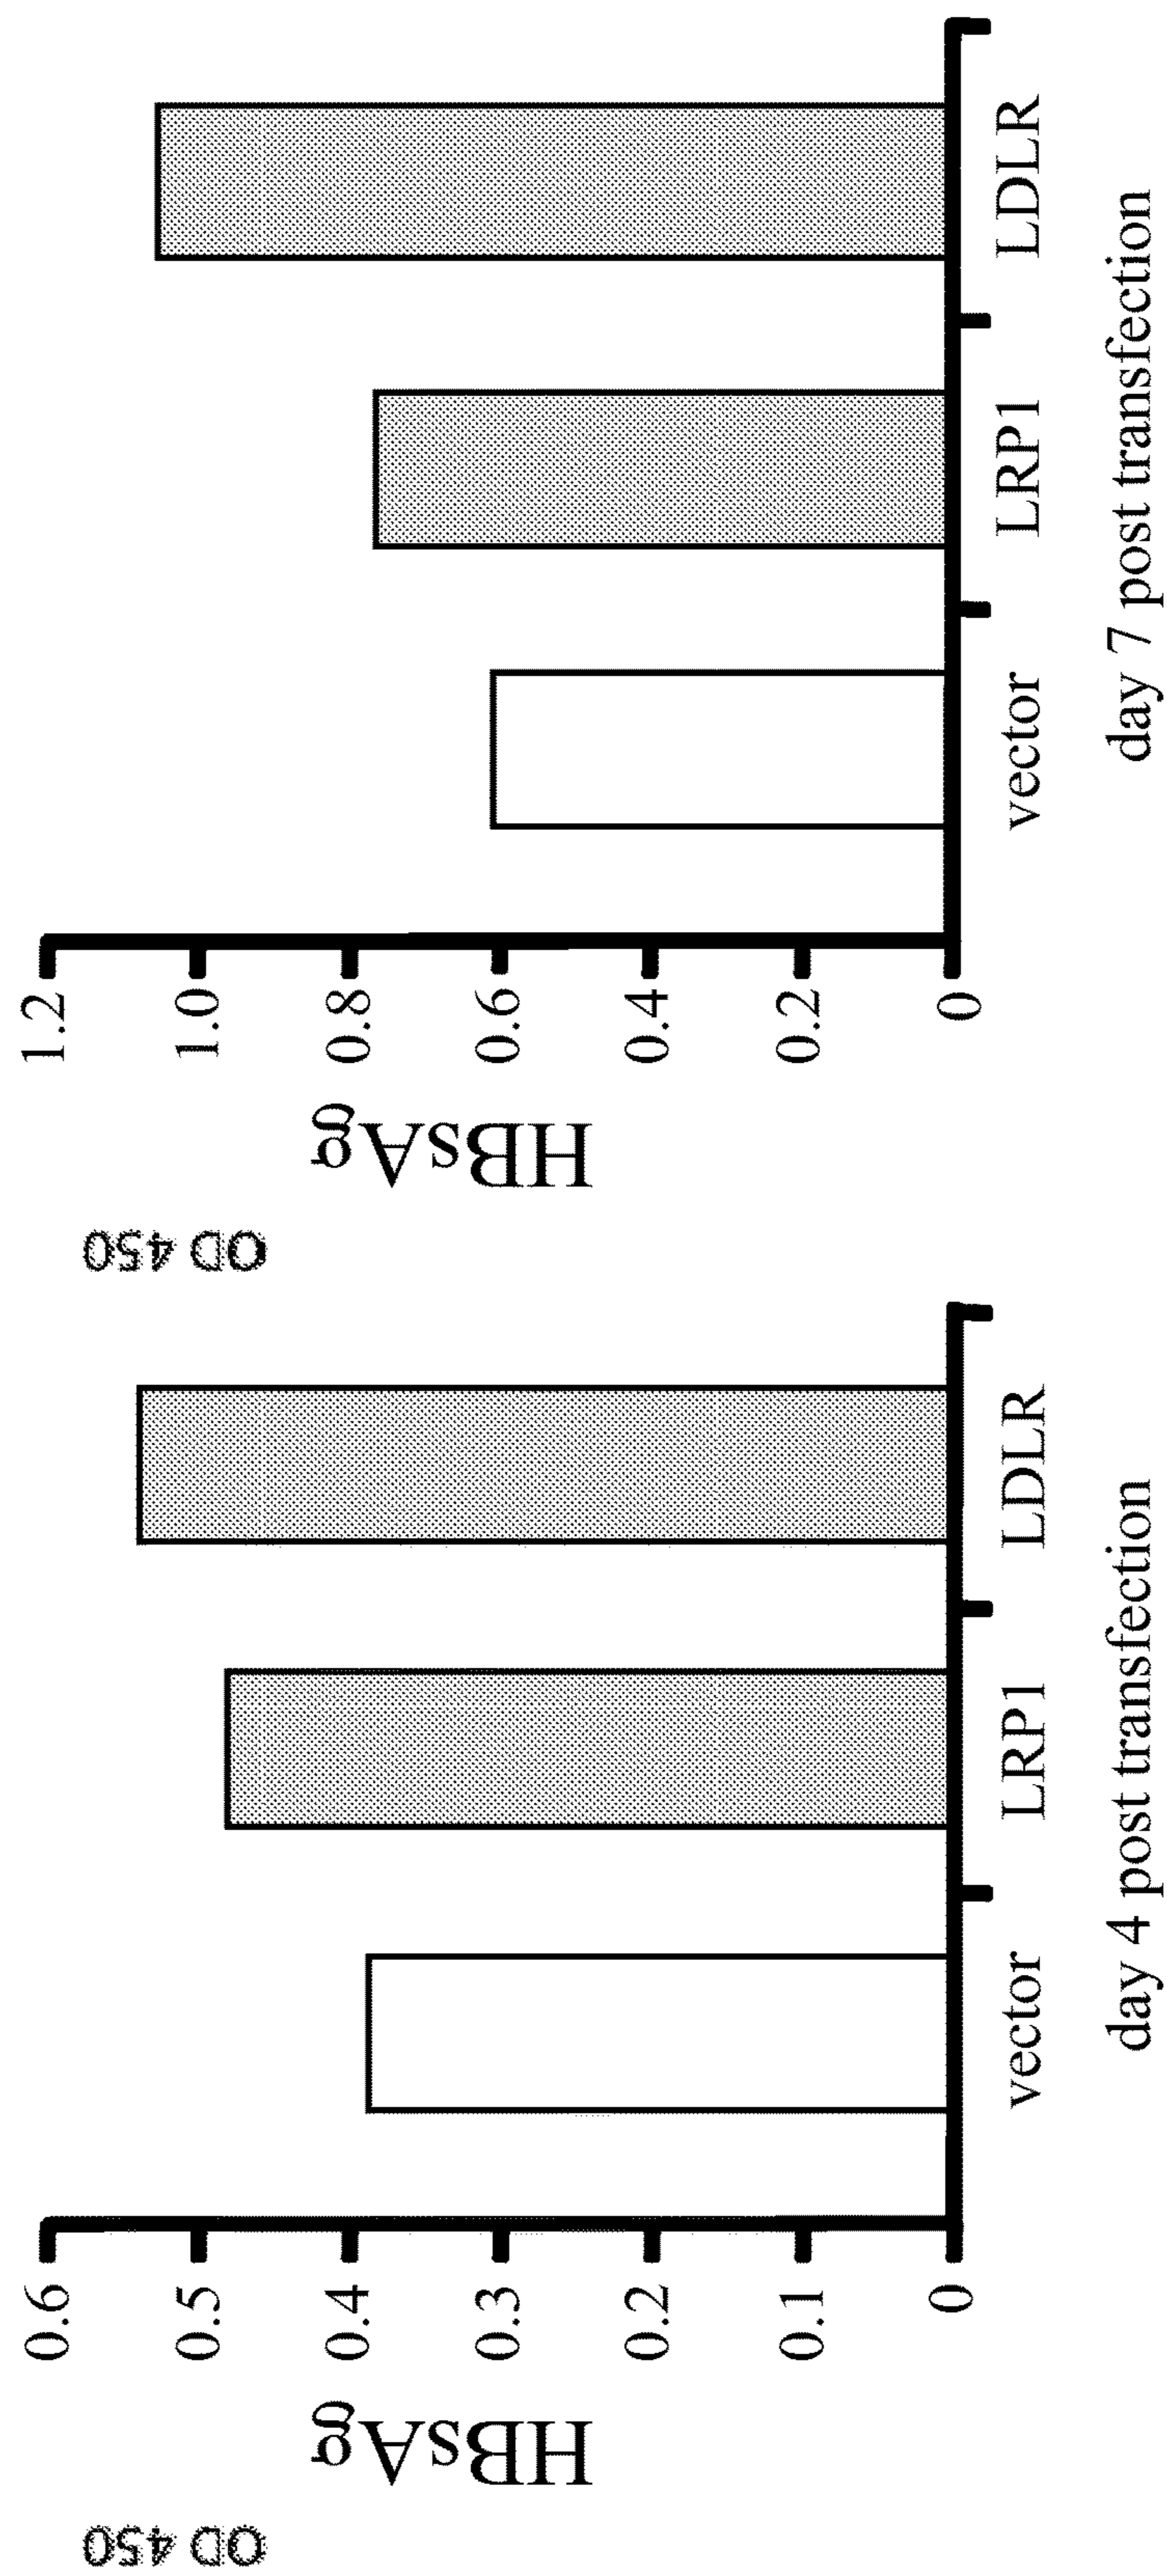 OD 450
HBsAg
0.6
0.5
0.4
0.3
0.2
0.1
0
vector
LRP1
LDLR
day 4 post transfection
OD 450
HBsAg
1.2
1.0
0.8
0.6
0.4
0.2
0
vector
LRP1
LDLR
day 7 post transfection